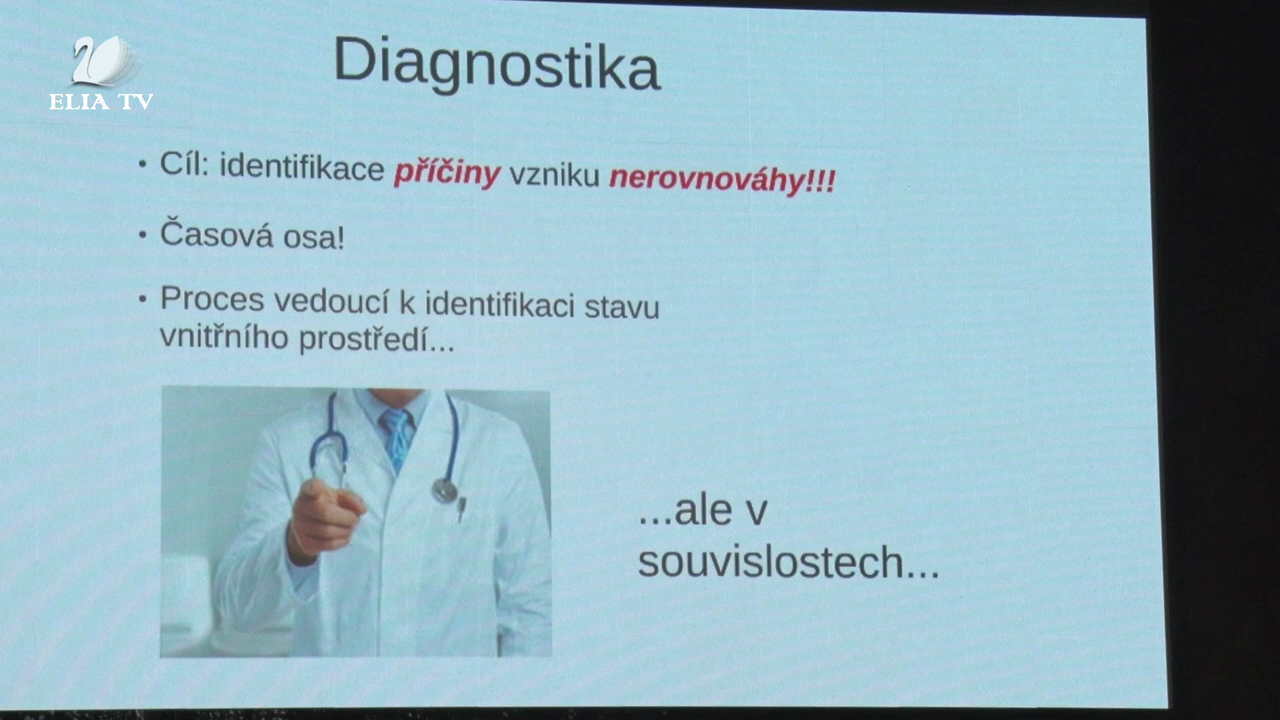 ELIA TV
Diagnostika
• Cíl: identifikace příčiny vzniku nerovnováhy!!!
• Časová osa!
• Proces vedoucí k identifikaci stavu
vnitřního prostředí...
...ale v
souvislostech...